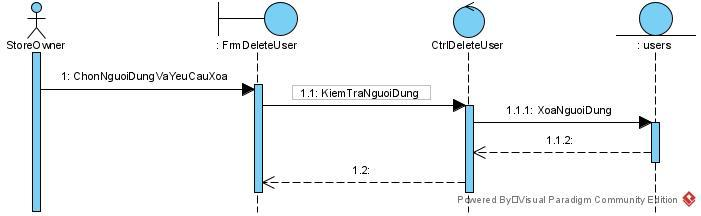 StoreOwner
: FrmDeleteUser
CtrlDeleteUser
: users
1: ChonNguoiDungVaYeuCauXoa
1.1: KiemTraNguoiDung
1.1.1: XoaNguoiDung
1.1.2:
1.2:
Powered By Visual Paradigm Community Edition